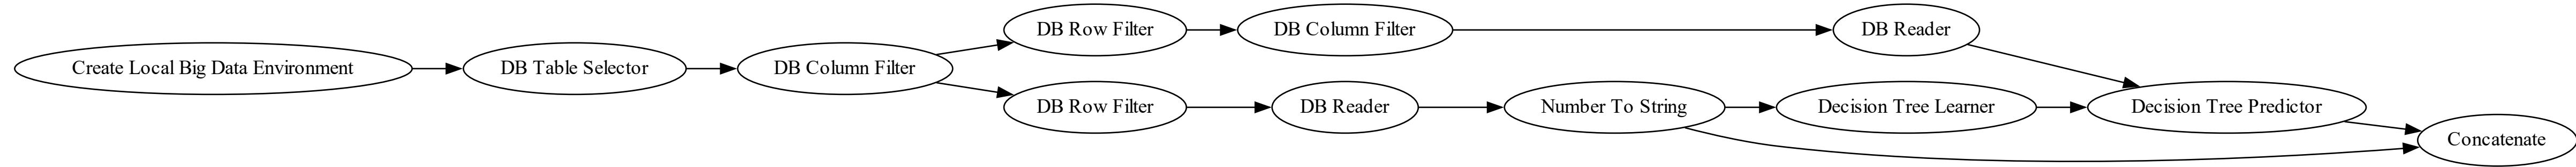 Create Local Big Data Environment
DB Table Selector
DB Column Filter
DB Row Filter
DB Column Filter
DB Reader
DB Row Filter
DB Reader
Number To String
Decision Tree Learner
Decision Tree Predictor
Concatenate